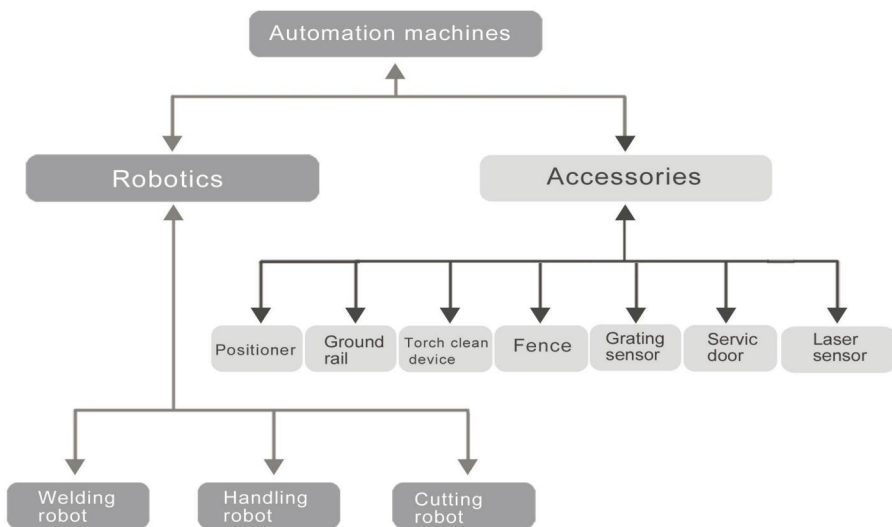 Automation machines
Robotics
Accessories
Positioner
Ground
rail
Torch clean
device
Fence
Grating
sensor
Servic
door
Laser
sensor
Welding
robot
Handling
robot
Cutting
robot